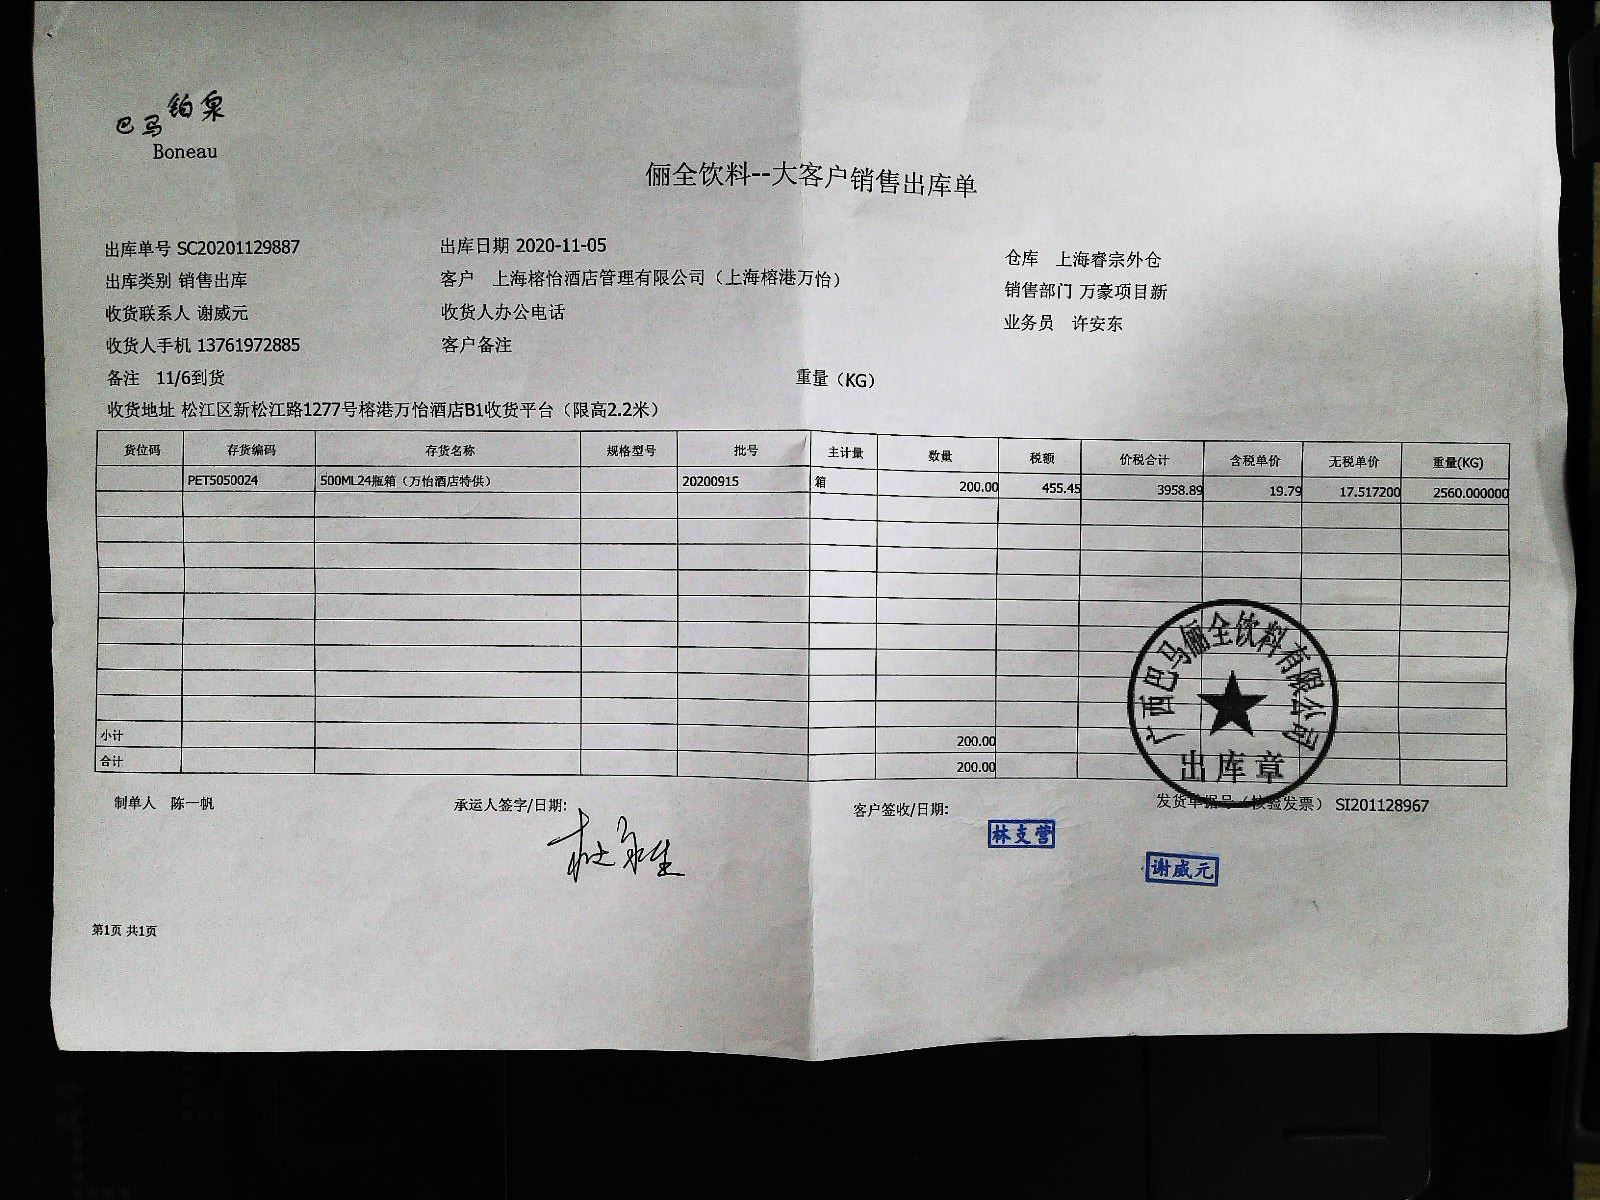 巴马铂泉
Boneau
俪全饮料--大客户销售出库单
出库单号 SC20201129887 出库日期 2020-11-05 仓库 上海睿宗外仓
出库类别 销售出库 客户 上海榕怡酒店管理有限公司（上海榕港万怡） 销售部门 万豪项目新
收货联系人 谢威元 收货人办公电话 业务员 许安东
收货人手机 13761972885 客户备注
备注 11/6到货 重量（KG）
收货地址 松江区新松江路1277号榕港万怡酒店B1收货平台（限高2.2米）
货位码 存货编码 存货名称 规格型号 批号 主计量 数量 税额 价税合计 含税单价 无税单价 重量(KG)
PET5050024 500ML24瓶箱（万怡酒店特供） 20200915 箱 200.00 455.45 3958.89 19.79 17.517200 2560.000000
小计 200.00
合计 200.00
广西巴马俪全饮料有限公司
出库章
制单人 陈一帆 承运人签字/日期: 客户签收/日期: 发货单据号（核验发票） SI201128967
林支营
谢威元
第1页 共1页